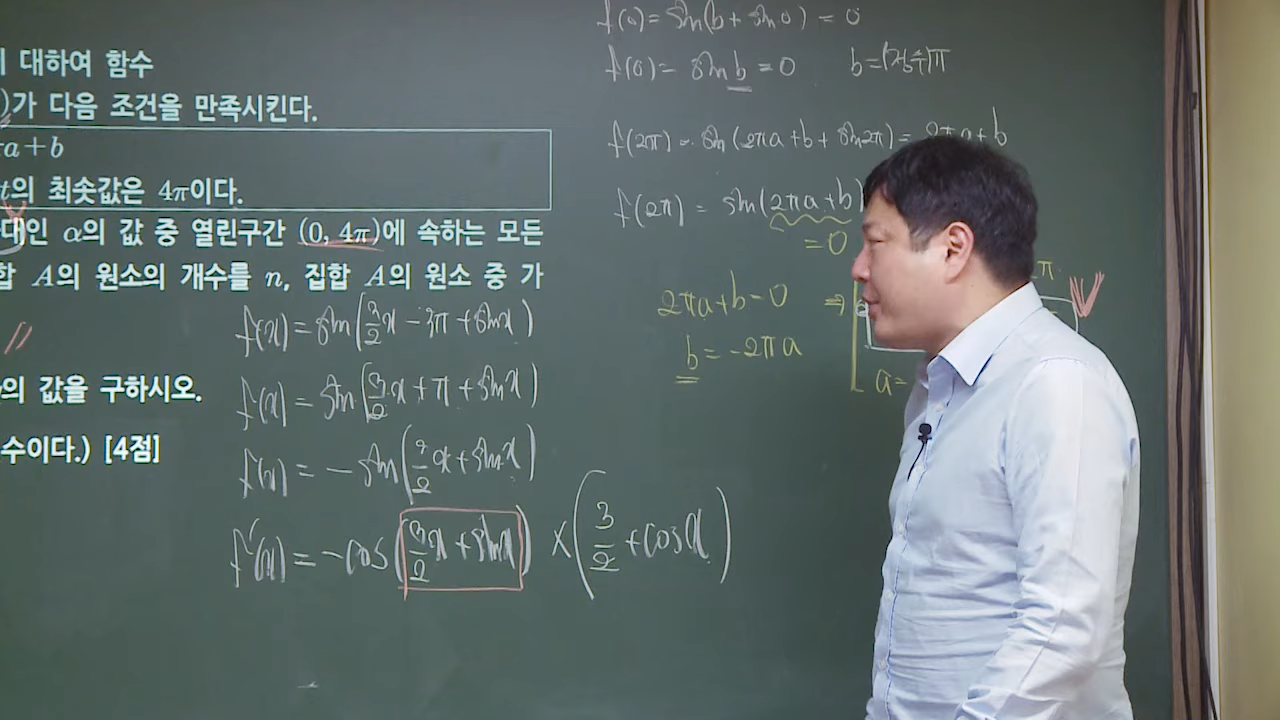 대하여 함수
)가 다음 조건을 만족시킨다.
a+b
t의 최솟값은 4π이다.
대인 α의 값 중 열린구간 (0, 4π)에 속하는 모든
합 A의 원소의 개수를 n, 집합 A의 원소 중 가
의 값을 구하시오.
수이다.) [4점]
f(x)=sin(3/2x-3π+sinx)
f(x)=sin(3/2x+π+sinx)
f(x)=-sin(3/2x+sinx)
f'(x)=-cos(3/2x+sinx)×(3/2+cosx)
f(0)=sin(b+sin0)=0
f(0)=sin b=0 b=(정수)π
f(2π)=sin(2πa+b+sin2π)=2πa+b
f(2π)=sin(2πa+b)
=0
2πa+b=0 ⇒
b=-2πa
a=
π